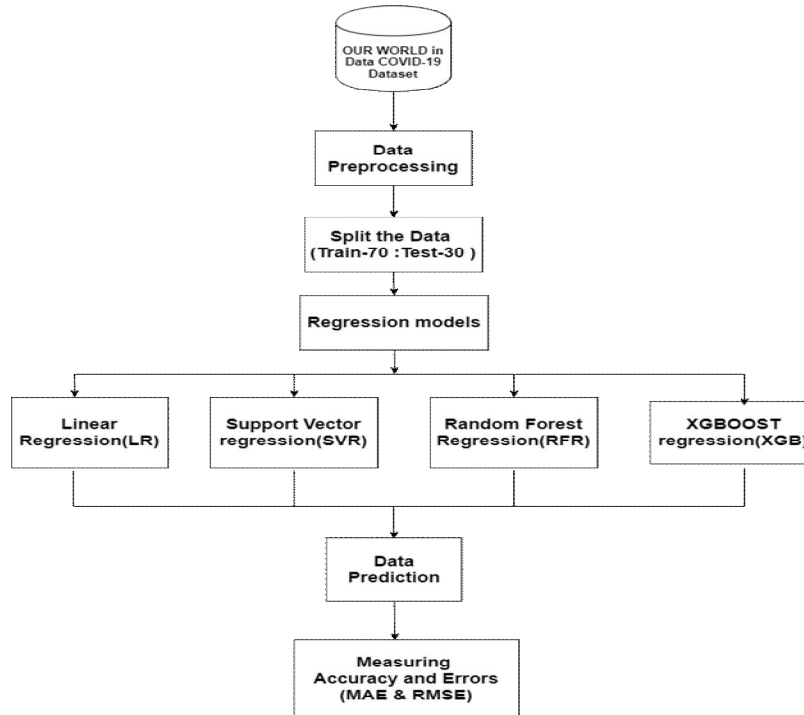 OUR WORLD in
Data COVID-19
Dataset
Data
Preprocessing
Split the Data
(Train-70 :Test-30 )
Regression models
Linear
Regression(LR)
Support Vector
regression(SVR)
Random Forest
Regression(RFR)
XGBOOST
regression(XGB)
Data
Prediction
Measuring
Accuracy and Errors
(MAE & RMSE)